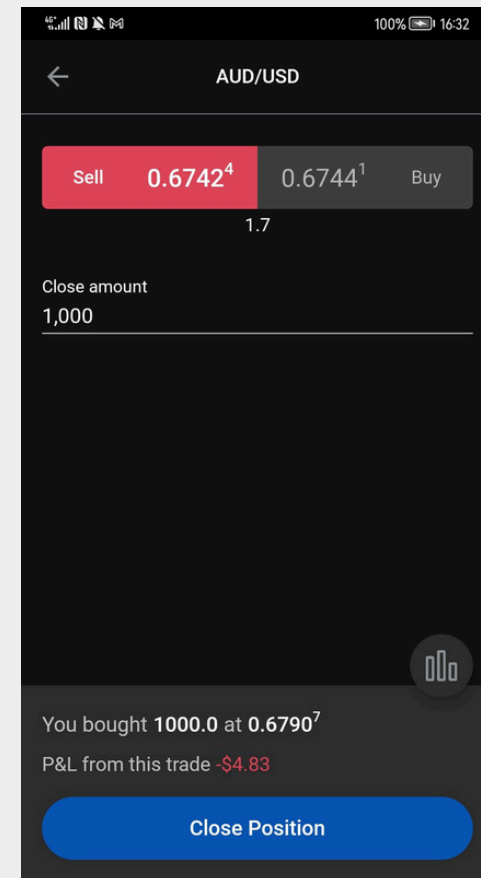 100% 16:32
AUD/USD
Sell 0.6742⁴ 0.6744¹ Buy
1.7
Close amount
1,000
You bought 1000.0 at 0.6790⁷
P&L from this trade -$4.83
Close Position